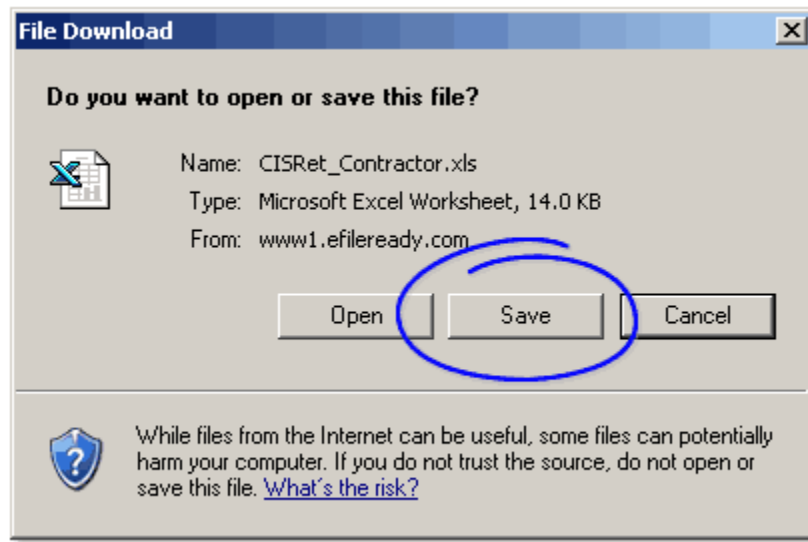 File Download
Do you want to open or save this file?
Name: CISRet_Contractor.xls
Type: Microsoft Excel Worksheet, 14.0 KB
From: www1.efileready.com
Open Save Cancel
While files from the Internet can be useful, some files can potentially
harm your computer. If you do not trust the source, do not open or
save this file. What's the risk?